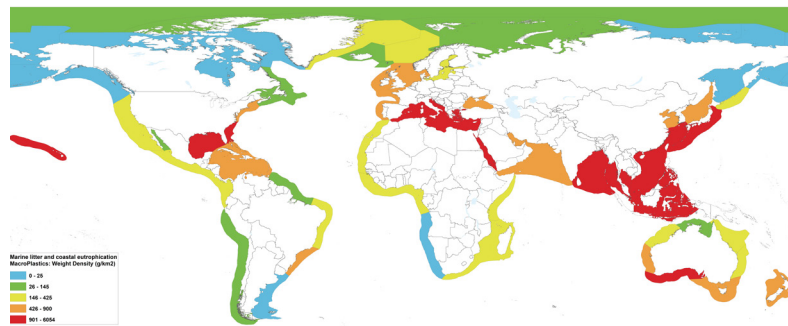 Marine litter and coastal eutrophication
MacroPlastics: Weight Density (g/km2)
0 - 25
26 - 145
146 - 425
426 - 900
901 - 6054